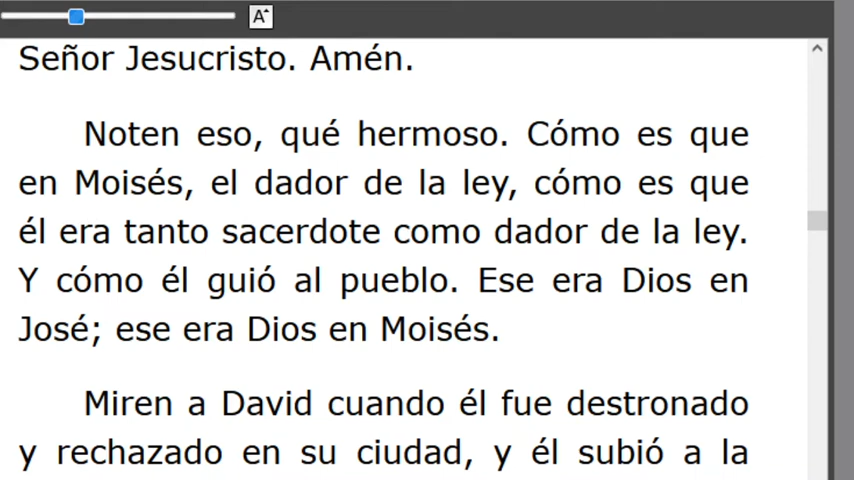 A
Señor Jesucristo. Amén.
Noten eso, qué hermoso. Cómo es que
en Moisés, el dador de la ley, cómo es que
él era tanto sacerdote como dador de la ley.
Y cómo él guió al pueblo. Ese era Dios en
José; ese era Dios en Moisés.
Miren a David cuando él fue destronado
y rechazado en su ciudad, y él subió a la